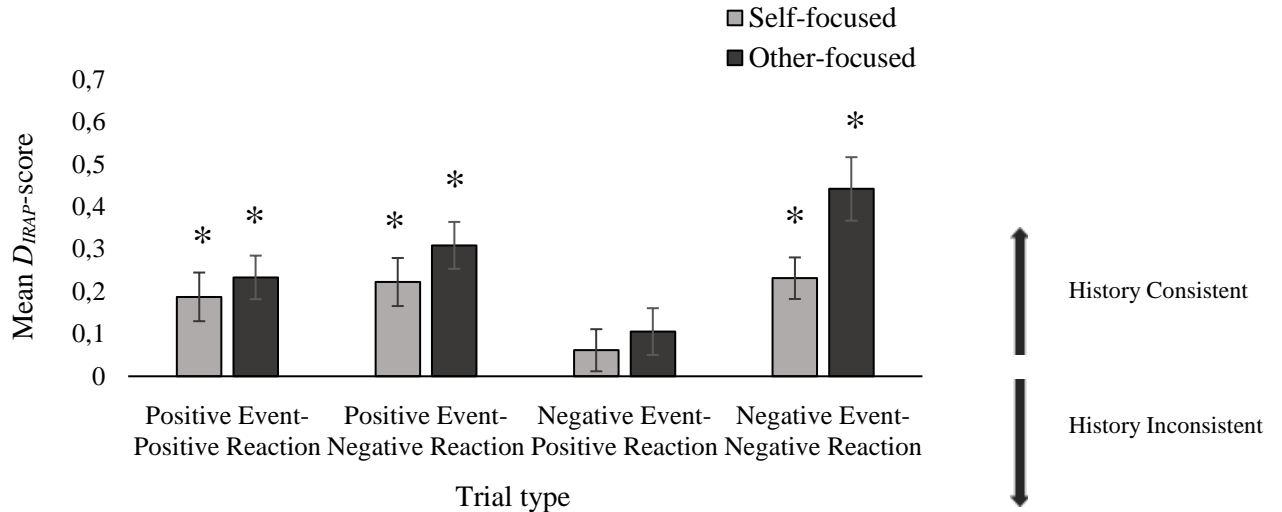 Self-focused
Other-focused
Mean D_IRAP-score
0,7
0,6
0,5
0,4
0,3
0,2
0,1
0
*
*
*
*
*
*
Positive Event-
Positive Reaction
Positive Event-
Negative Reaction
Negative Event-
Positive Reaction
Negative Event-
Negative Reaction
Trial type
History Consistent
History Inconsistent